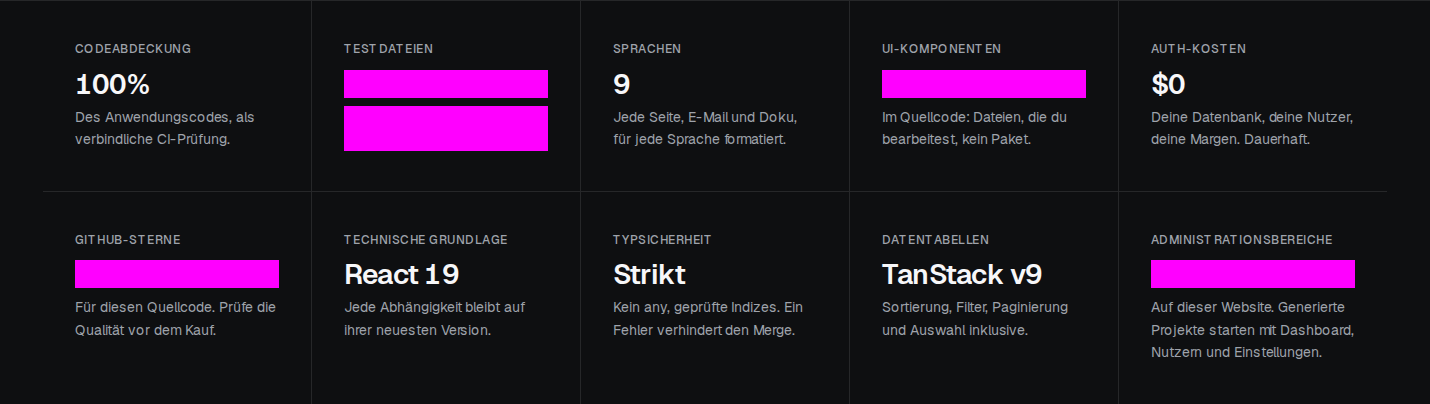 CODEABDECKUNG
100%
Des Anwendungscodes, als
verbindliche CI-Prüfung.
TESTDATEIEN
SPRACHEN
9
Jede Seite, E-Mail und Doku,
für jede Sprache formatiert.
UI-KOMPONENTEN
Im Quellcode: Dateien, die du
bearbeitest, kein Paket.
AUTH-KOSTEN
$0
Deine Datenbank, deine Nutzer,
deine Margen. Dauerhaft.
GITHUB-STERNE
Für diesen Quellcode. Prüfe die
Qualität vor dem Kauf.
TECHNISCHE GRUNDLAGE
React 19
Jede Abhängigkeit bleibt auf
ihrer neuesten Version.
TYPSICHERHEIT
Strikt
Kein any, geprüfte Indizes. Ein
Fehler verhindert den Merge.
DATENTABELLEN
TanStack v9
Sortierung, Filter, Paginierung
und Auswahl inklusive.
ADMINISTRATIONSBEREICHE
Auf dieser Website. Generierte
Projekte starten mit Dashboard,
Nutzern und Einstellungen.